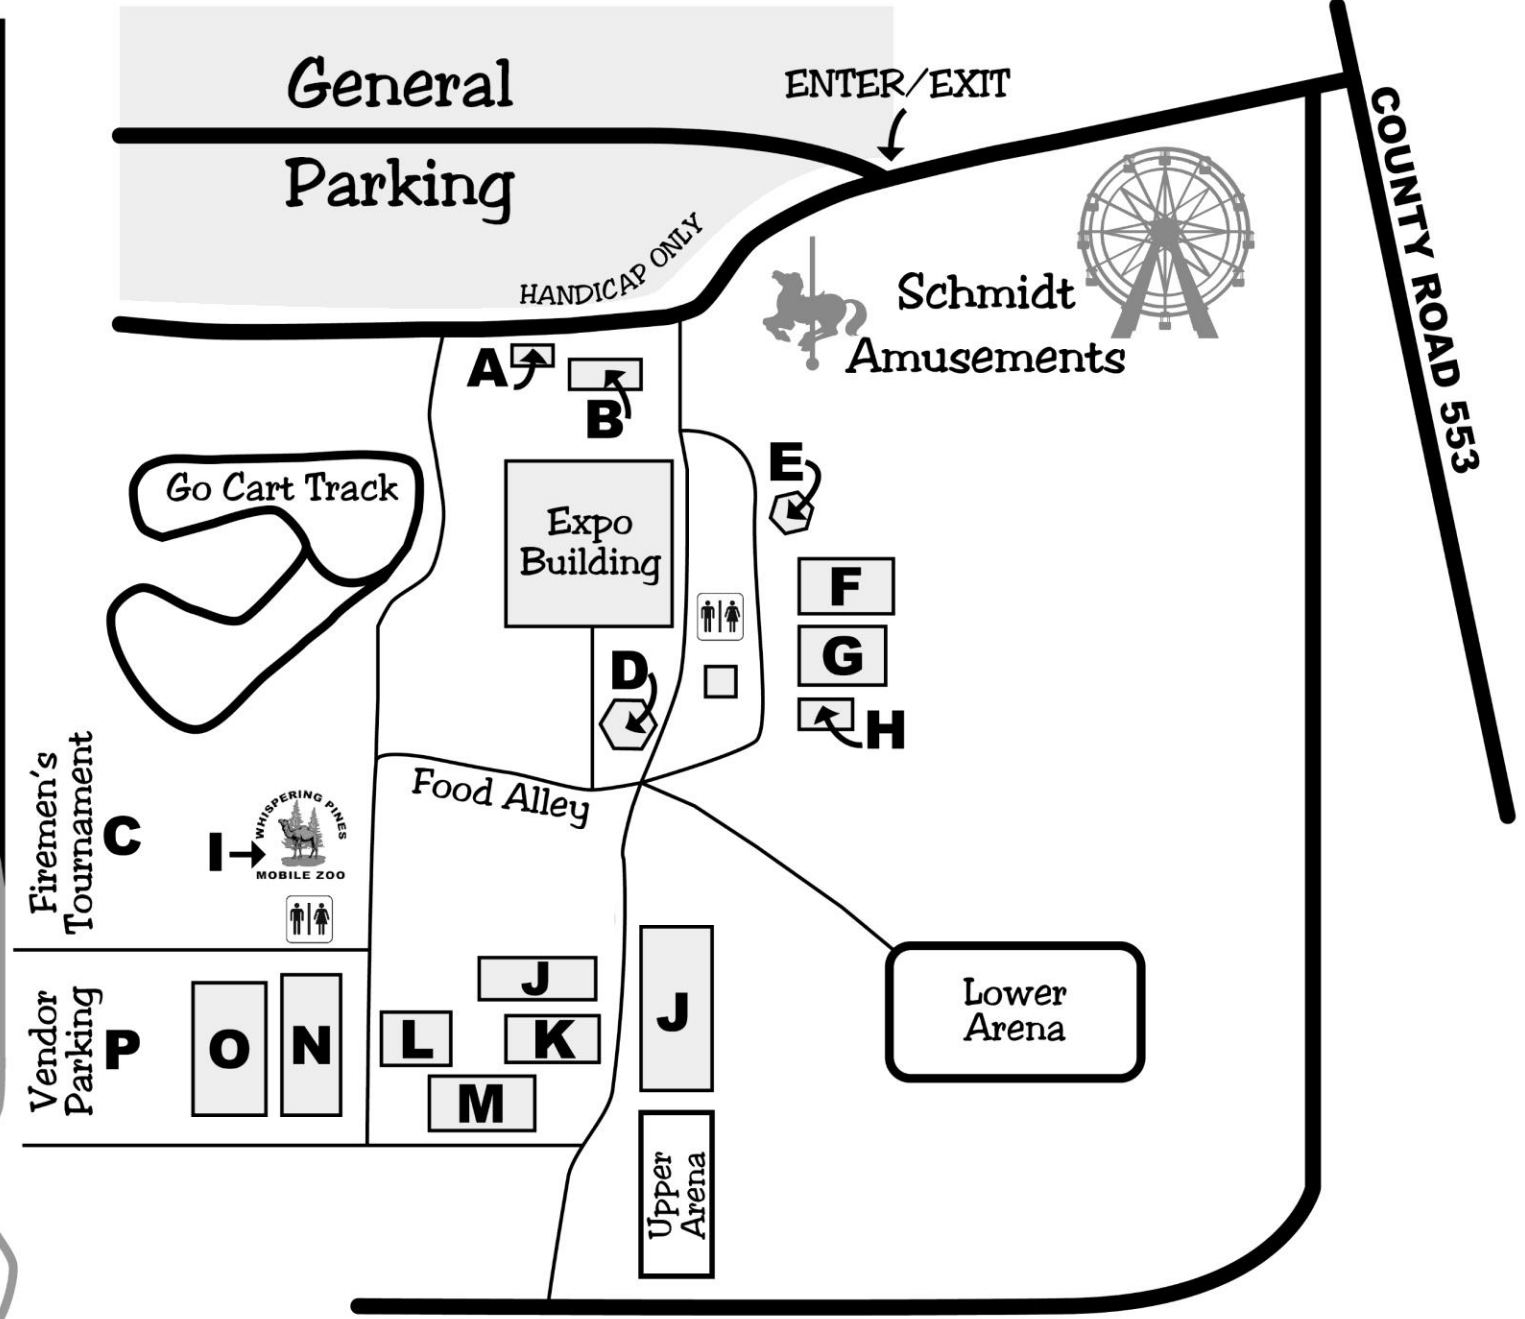 General
Parking
ENTER/EXIT
HANDICAP ONLY
COUNTY ROAD 553
Schmidt
Amusements
A
B
Go Cart Track
Expo
Building
E
F
G
H
D
Food Alley
Firemen's
Tournament
C
I
WHISPERING PINES
MOBILE ZOO
Vendor
Parking
P
O
N
J
L
K
M
J
Lower
Arena
Upper
Arena